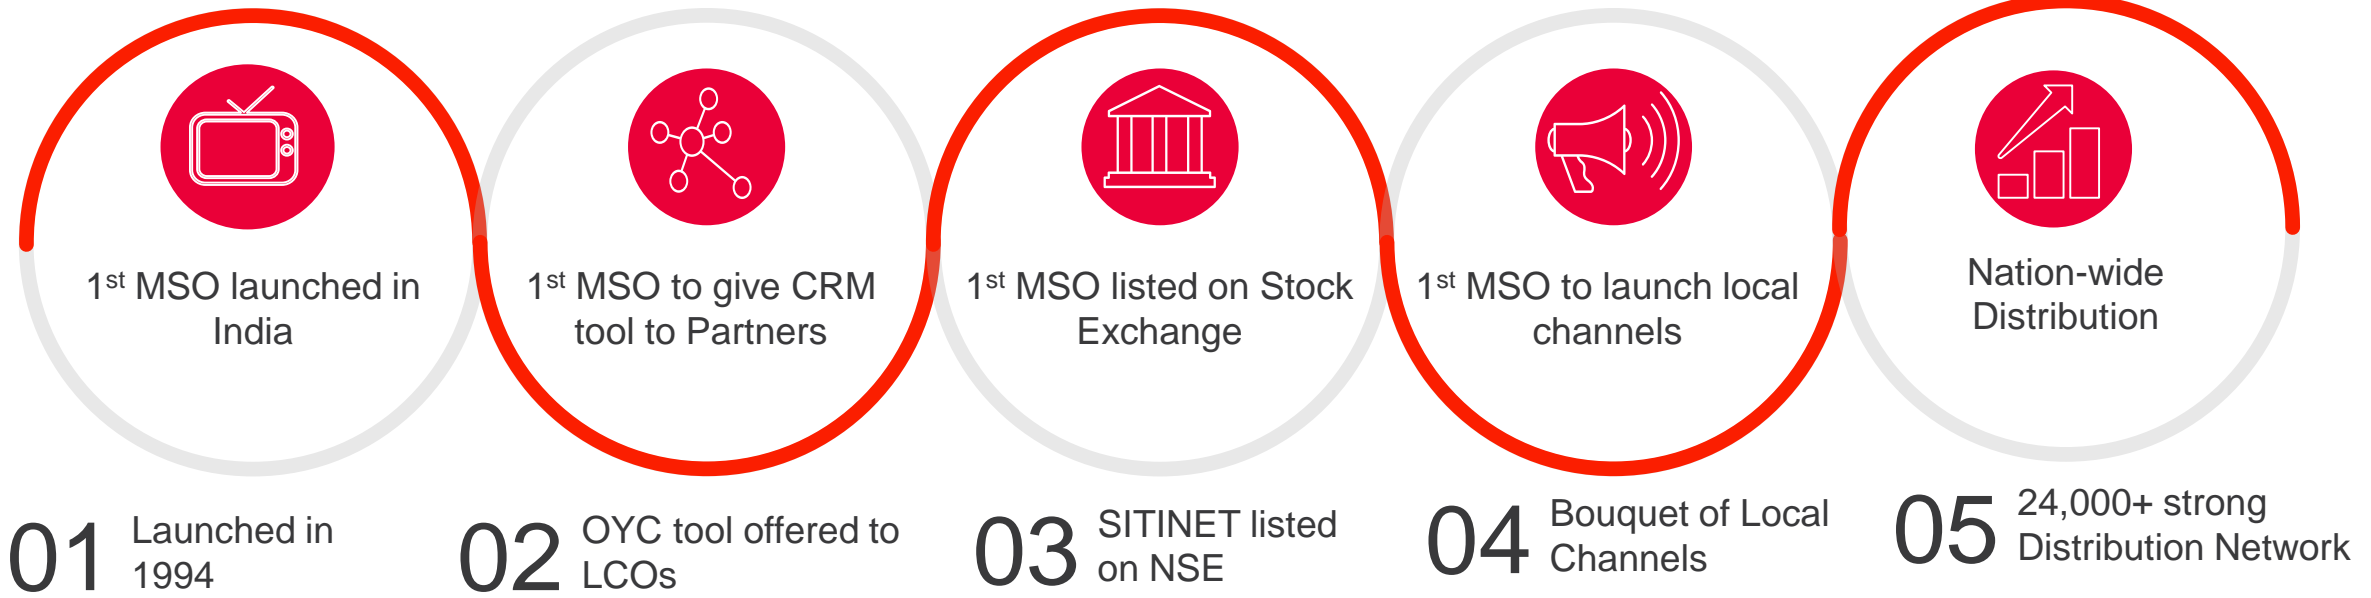 1st MSO launched in
India
1st MSO to give CRM
tool to Partners
1st MSO listed on Stock
Exchange
1st MSO to launch local
channels
Nation-wide
Distribution
01
Launched in
1994
02
OYC tool offered to
LCOs
03
SITINET listed
on NSE
04
Bouquet of Local
Channels
05
24,000+ strong
Distribution Network